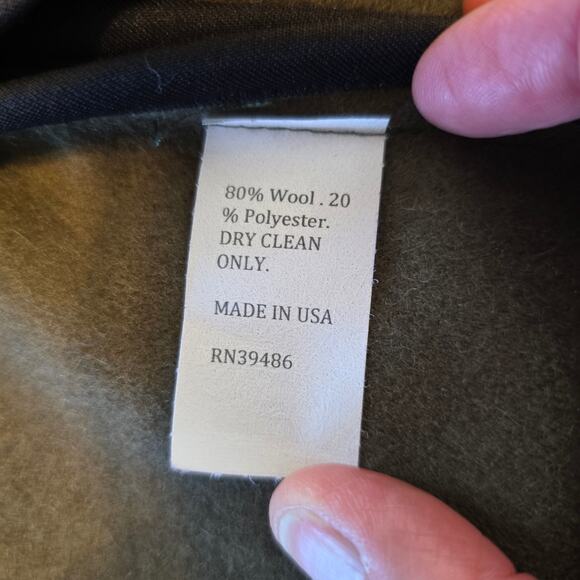 80% Wool . 20
% Polyester.
DRY CLEAN
ONLY.
MADE IN USA
RN39486